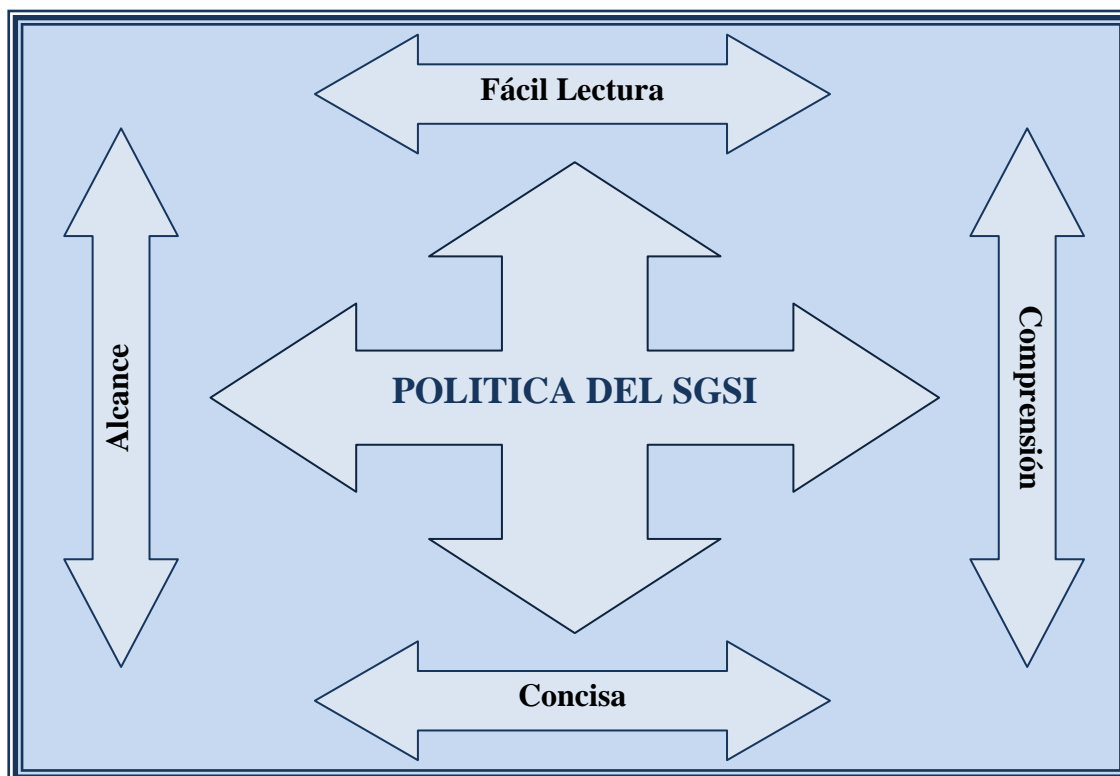 Fácil Lectura
Alcance
POLITICA DEL SGSI
Comprensión
Concisa